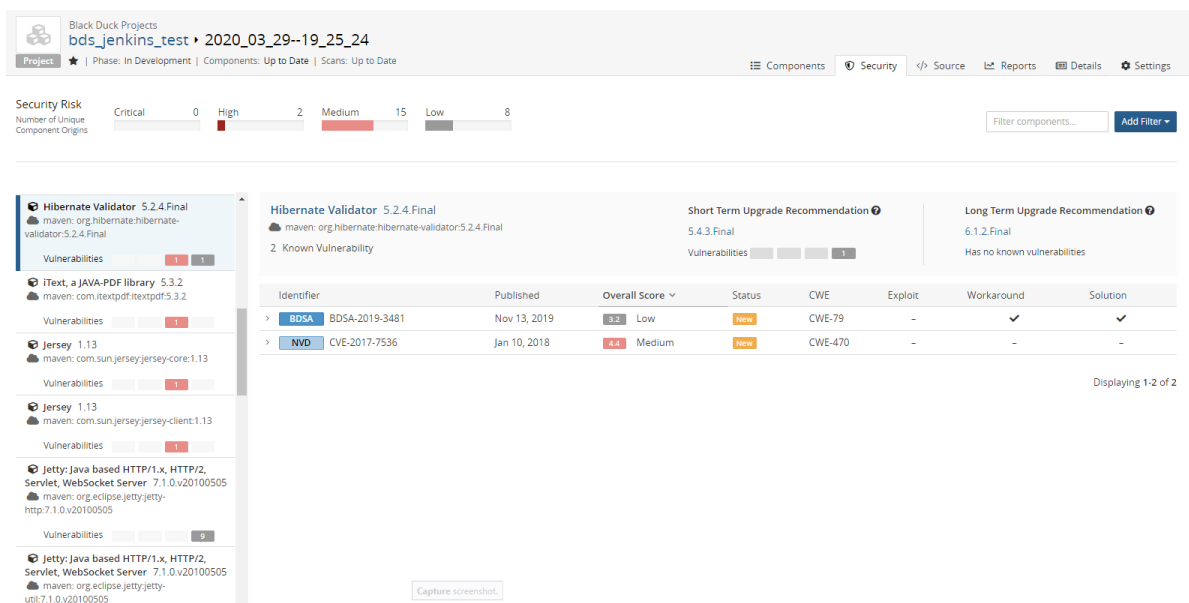 Black Duck Projects
bds_jenkins_test ▸ 2020_03_29--19_25_24
Project ★ | Phase: In Development | Components: Up to Date | Scans: Up to Date
Components Security </> Source Reports Details Settings
Security Risk
Number of Unique
Component Origins
Critical 0 High 2 Medium 15 Low 8
Filter components...
Add Filter
Hibernate Validator 5.2.4.Final
maven: org.hibernate:hibernate-
validator:5.2.4.Final
Vulnerabilities 1 1
iText, a JAVA-PDF library 5.3.2
maven: com.itextpdf:itextpdf:5.3.2
Vulnerabilities 1
Jersey 1.13
maven: com.sun.jersey:jersey-core:1.13
Vulnerabilities 1
Jersey 1.13
maven: com.sun.jersey:jersey-client:1.13
Vulnerabilities 1
Jetty: Java based HTTP/1.x, HTTP/2,
Servlet, WebSocket Server 7.1.0.v20100505
maven: org.eclipse.jetty:jetty-
http:7.1.0.v20100505
Vulnerabilities 9
Jetty: Java based HTTP/1.x, HTTP/2,
Servlet, WebSocket Server 7.1.0.v20100505
maven: org.eclipse.jetty:jetty-
util:7.1.0.v20100505
Hibernate Validator 5.2.4.Final
maven: org.hibernate:hibernate-validator:5.2.4.Final
2 Known Vulnerability
Short Term Upgrade Recommendation ?
5.4.3.Final
Vulnerabilities 1
Long Term Upgrade Recommendation ?
6.1.2.Final
Has no known vulnerabilities
Identifier Published Overall Score Status CWE Exploit Workaround Solution
> BDSA BDSA-2019-3481 Nov 13, 2019 3.2 Low New CWE-79 – ✔ ✔
> NVD CVE-2017-7536 Jan 10, 2018 4.4 Medium New CWE-470 – – –
Displaying 1-2 of 2
Capture screenshot.